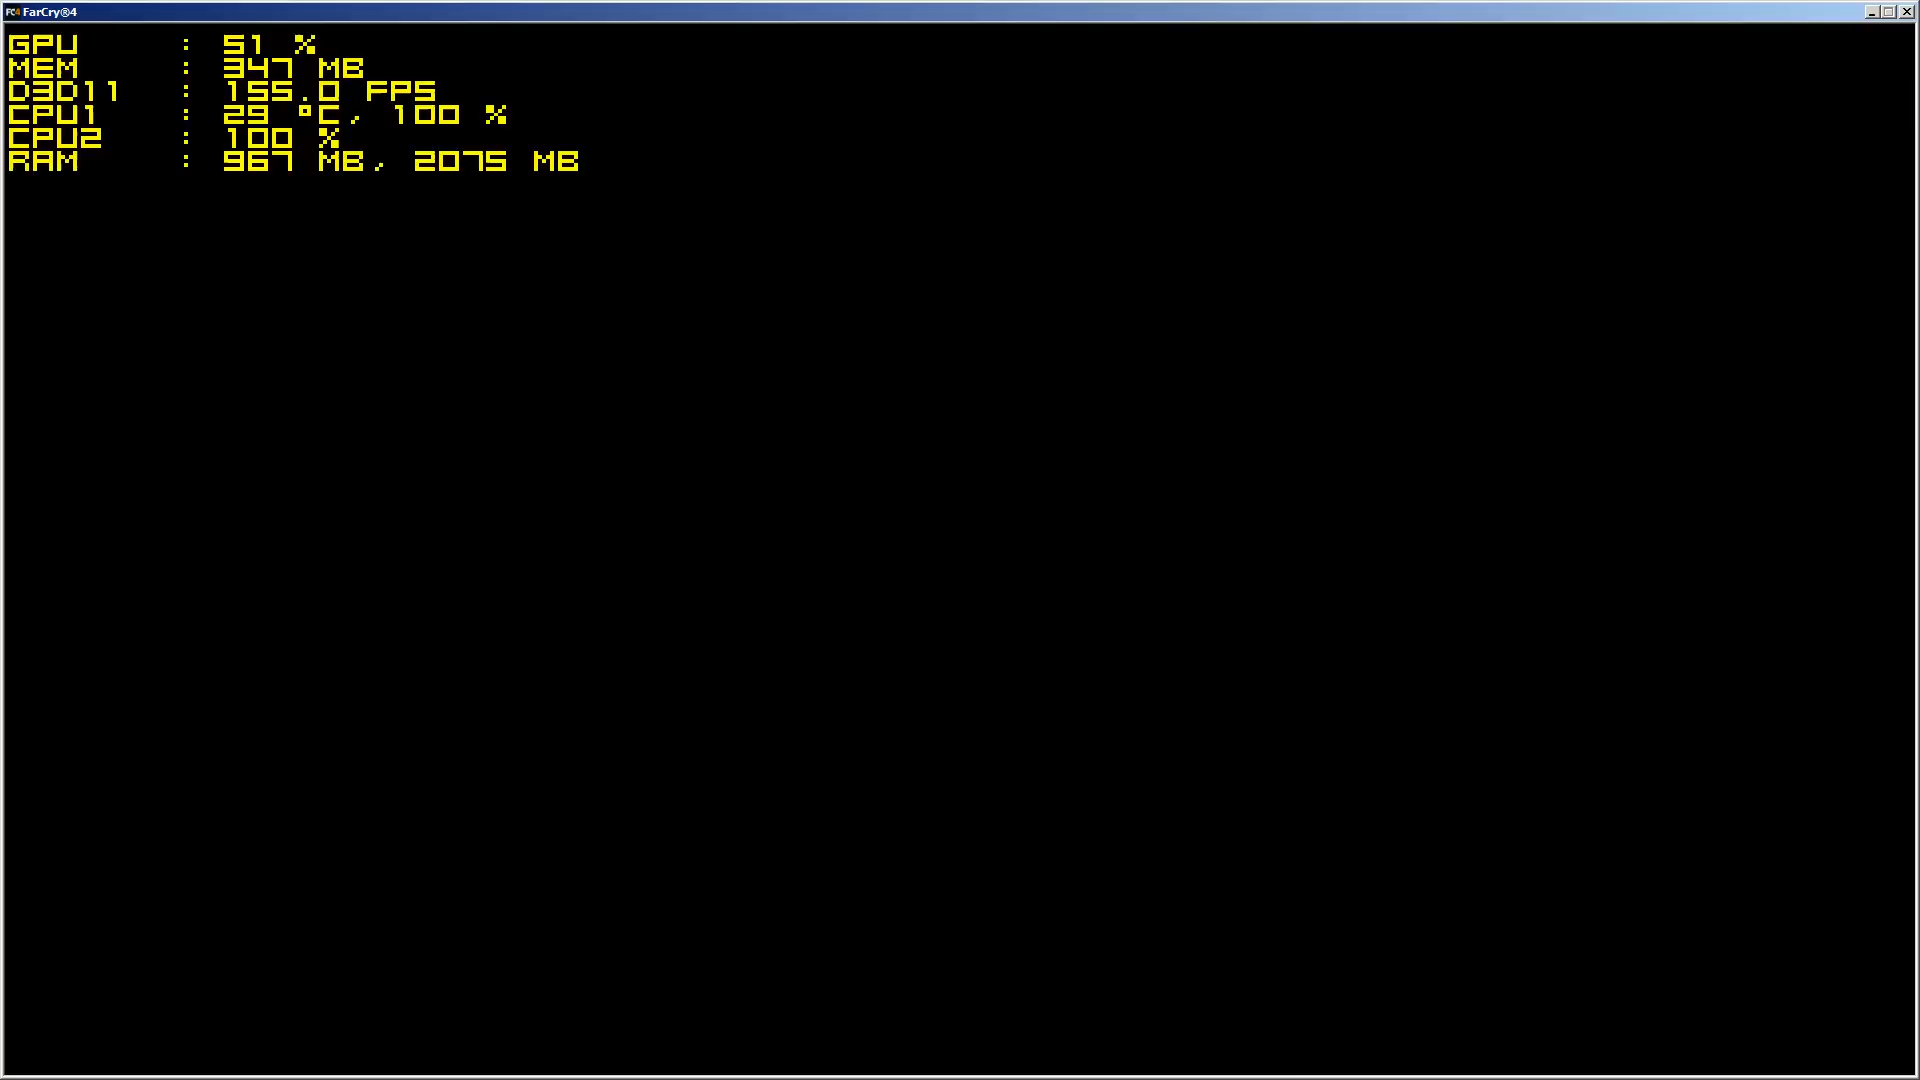 FC4 FarCry®4
GPU : 51 %
MEM : 347 MB
D3D11 : 155.0 FPS
CPU1 : 29 °C, 100 %
CPU2 : 100 %
RAM : 967 MB, 2075 MB